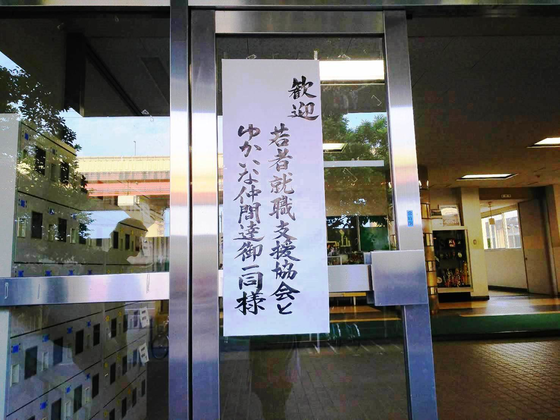 歓迎
若者就職支援協会と
ゆかいな仲間達御一同様